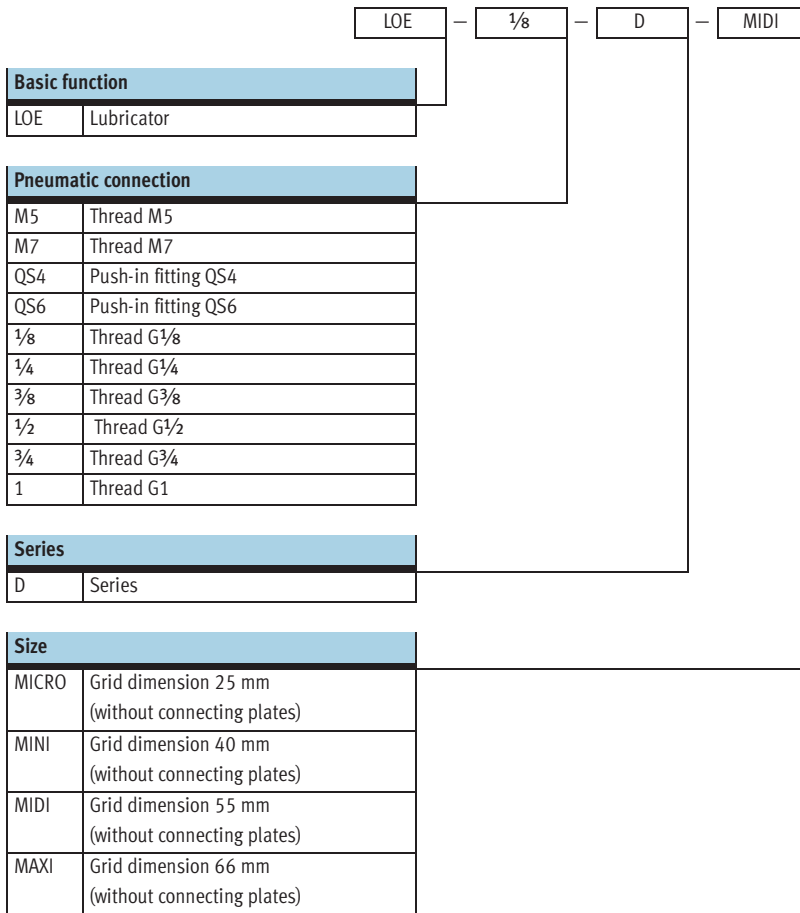 LOE – ⅛ – D – MIDI
Basic function
LOE Lubricator
Pneumatic connection
M5 Thread M5
M7 Thread M7
QS4 Push-in fitting QS4
QS6 Push-in fitting QS6
⅛ Thread G⅛
¼ Thread G¼
⅜ Thread G⅜
½ Thread G½
¾ Thread G¾
1 Thread G1
Series
D Series
Size
MICRO Grid dimension 25 mm
(without connecting plates)
MINI Grid dimension 40 mm
(without connecting plates)
MIDI Grid dimension 55 mm
(without connecting plates)
MAXI Grid dimension 66 mm
(without connecting plates)